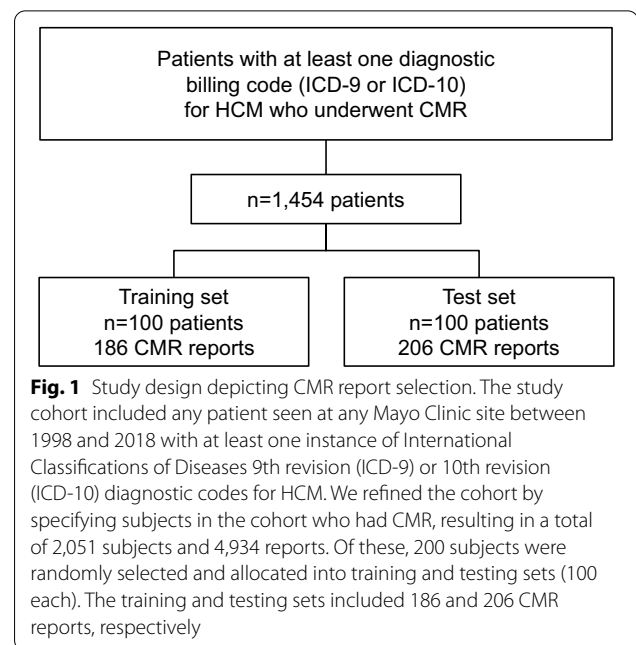 Patients with at least one diagnostic
billing code (ICD-9 or ICD-10)
for HCM who underwent CMR
n=1,454 patients
Training set
n=100 patients
186 CMR reports
Test set
n=100 patients
206 CMR reports
Fig. 1 Study design depicting CMR report selection. The study
cohort included any patient seen at any Mayo Clinic site between
1998 and 2018 with at least one instance of International
Classifications of Diseases 9th revision (ICD-9) or 10th revision
(ICD-10) diagnostic codes for HCM. We refined the cohort by
specifying subjects in the cohort who had CMR, resulting in a total
of 2,051 subjects and 4,934 reports. Of these, 200 subjects were
randomly selected and allocated into training and testing sets (100
each). The training and testing sets included 186 and 206 CMR
reports, respectively